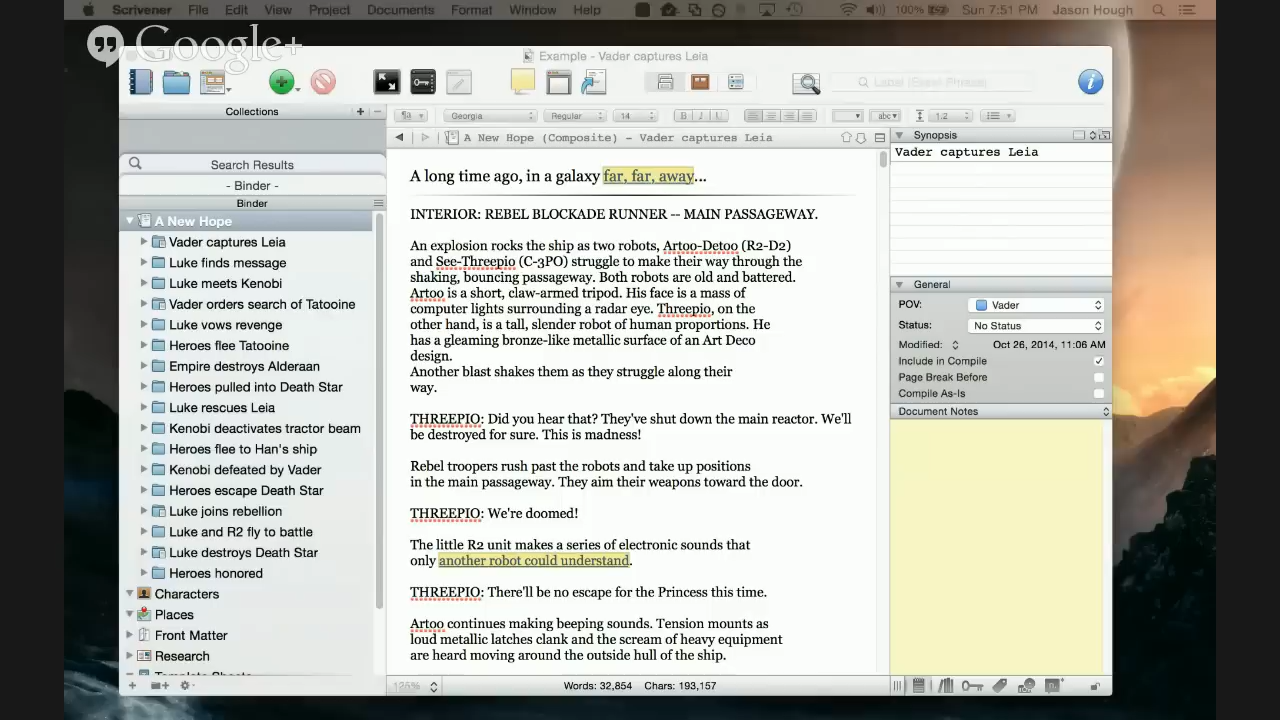 Scrivener File Edit View Project Documents Format Window Help 100% Sun 7:51 PM Jason Hough
Google+
Example - Vader captures Leia
Collections
Georgia Regular 14 B I U abc 1.2
A New Hope (Composite) - Vader captures Leia
Synopsis
Vader captures Leia
Search Results
- Binder -
Binder
A New Hope
Vader captures Leia
Luke finds message
Luke meets Kenobi
Vader orders search of Tatooine
Luke vows revenge
Heroes flee Tatooine
Empire destroys Alderaan
Heroes pulled into Death Star
Luke rescues Leia
Kenobi deactivates tractor beam
Heroes flee to Han's ship
Kenobi defeated by Vader
Heroes escape Death Star
Luke joins rebellion
Luke and R2 fly to battle
Luke destroys Death Star
Heroes honored
Characters
Places
Front Matter
Research
A long time ago, in a galaxy far, far, away...
INTERIOR: REBEL BLOCKADE RUNNER -- MAIN PASSAGEWAY.
An explosion rocks the ship as two robots, Artoo-Detoo (R2-D2)
and See-Threepio (C-3PO) struggle to make their way through the
shaking, bouncing passageway. Both robots are old and battered.
Artoo is a short, claw-armed tripod. His face is a mass of
computer lights surrounding a radar eye. Threepio, on the
other hand, is a tall, slender robot of human proportions. He
has a gleaming bronze-like metallic surface of an Art Deco
design.
Another blast shakes them as they struggle along their
way.
THREEPIO: Did you hear that? They've shut down the main reactor. We'll
be destroyed for sure. This is madness!
Rebel troopers rush past the robots and take up positions
in the main passageway. They aim their weapons toward the door.
THREEPIO: We're doomed!
The little R2 unit makes a series of electronic sounds that
only another robot could understand.
THREEPIO: There'll be no escape for the Princess this time.
Artoo continues making beeping sounds. Tension mounts as
loud metallic latches clank and the scream of heavy equipment
are heard moving around the outside hull of the ship.
General
POV: Vader
Status: No Status
Modified: Oct 26, 2014, 11:06 AM
Include in Compile
Page Break Before
Compile As-Is
Document Notes
125% Words: 32,854 Chars: 193,157